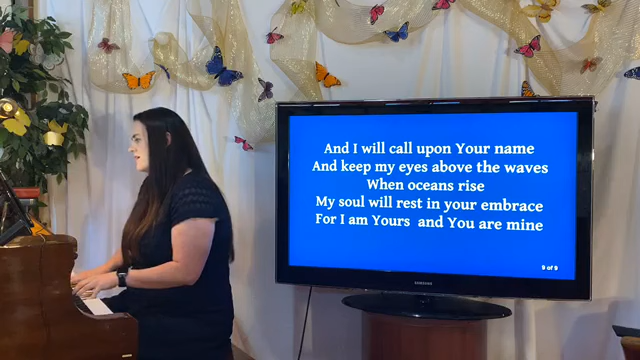 And I will call upon Your name
And keep my eyes above the waves
When oceans rise
My soul will rest in your embrace
For I am Yours and You are mine
9 of 9
SAMSUNG